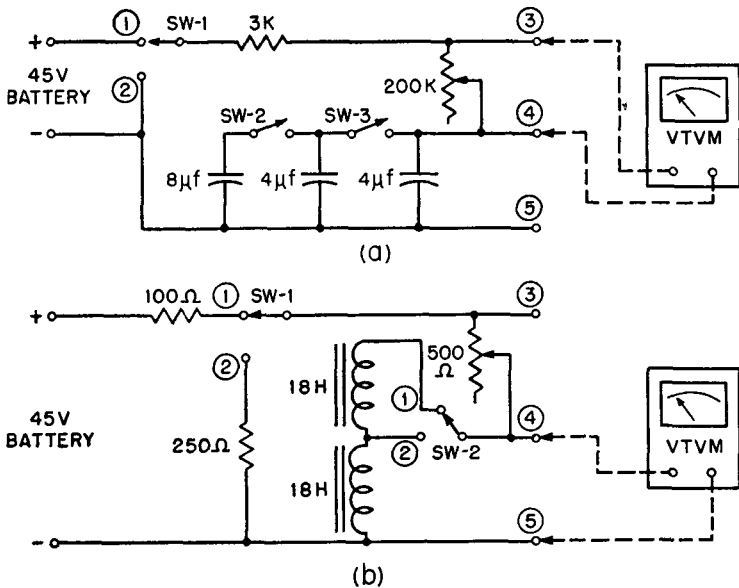 ① SW-1 3K ③
+
45V
BATTERY
②
200K
-
SW-2 SW-3
④
VTVM
8µf 4µf 4µf
⑤
(a)
100Ω ① SW-1 ③
+
②
500
Ω
18H
①
④
45V
BATTERY
250Ω
② SW-2
VTVM
18H
⑤
-
(b)